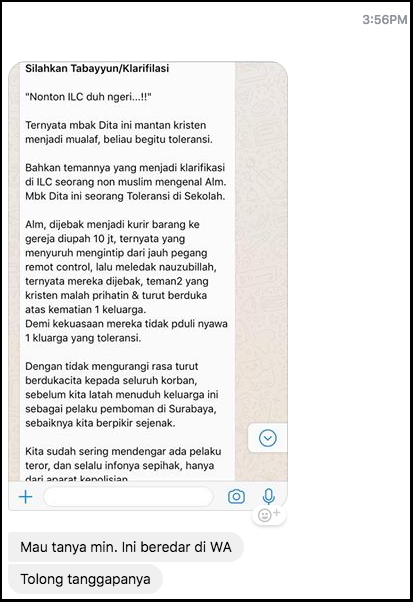 3:56PM
Silahkan Tabayyun/Klarifilasi
"Nonton ILC duh ngeri...!!"
Ternyata mbak Dita ini mantan kristen
menjadi mualaf, beliau begitu toleransi.
Bahkan temannya yang menjadi klarifikasi
di ILC seorang non muslim mengenal Alm.
Mbk Dita ini seorang Toleransi di Sekolah.
Alm, dijebak menjadi kurir barang ke
gereja diupah 10 jt, ternyata yang
menyuruh mengintip dari jauh pegang
remot control, lalu meledak nauzubillah,
ternyata mereka dijebak, teman2 yang
kristen malah prihatin & turut berduka
atas kematian 1 keluarga.
Demi kekuasaan mereka tidak pduli nyawa
1 kluarga yang toleransi.
Dengan tidak mengurangi rasa turut
berdukacita kepada seluruh korban,
sebelum kita latah menuduh keluarga ini
sebagai pelaku pemboman di Surabaya,
sebaiknya kita berpikir sejenak.
Kita sudah sering mendengar ada pelaku
teror, dan selalu infonya sepihak, hanya
dari aparat kepolisian
Mau tanya min. Ini beredar di WA
Tolong tanggapanya